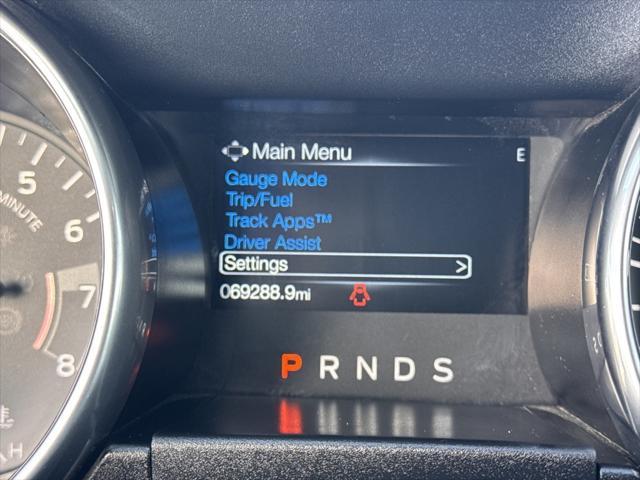 Main Menu
E
Gauge Mode
Trip/Fuel
Track Apps™
Driver Assist
Settings >
069288.9mi
P R N D S
5
6
7
8
MINUTE
H